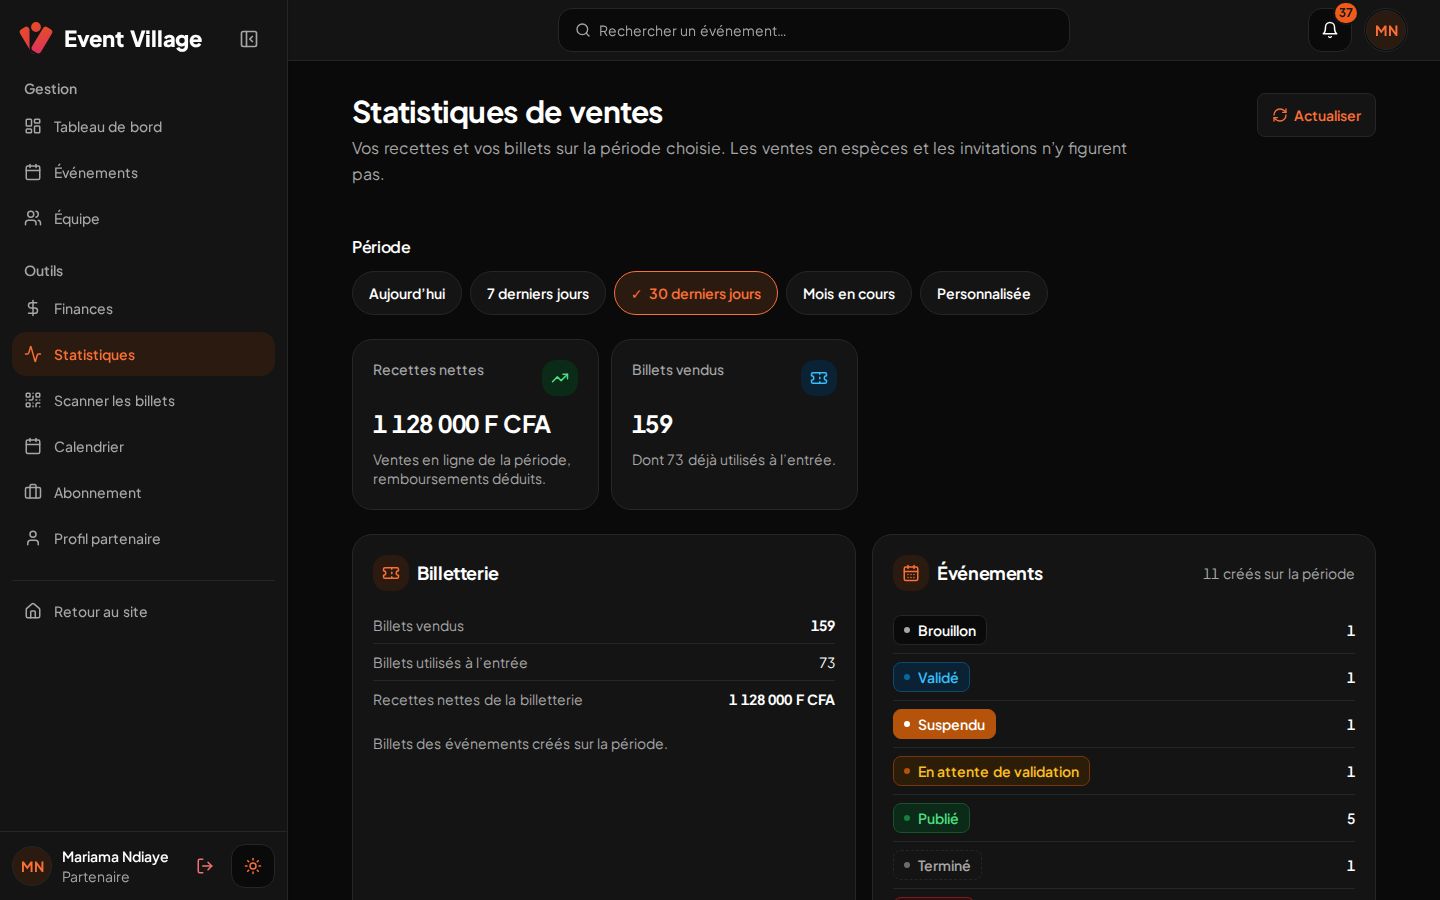 Event Village
Rechercher un événement…
37
MN
Gestion
Tableau de bord
Événements
Équipe
Outils
Finances
Statistiques
Scanner les billets
Calendrier
Abonnement
Profil partenaire
Retour au site
MN
Mariama Ndiaye
Partenaire
Statistiques de ventes
Actualiser
Vos recettes et vos billets sur la période choisie. Les ventes en espèces et les invitations n’y figurent
pas.
Période
Aujourd’hui
7 derniers jours
✓ 30 derniers jours
Mois en cours
Personnalisée
Recettes nettes
1 128 000 F CFA
Ventes en ligne de la période,
remboursements déduits.
Billets vendus
159
Dont 73 déjà utilisés à l’entrée.
Billetterie
Billets vendus 159
Billets utilisés à l’entrée 73
Recettes nettes de la billetterie 1 128 000 F CFA
Billets des événements créés sur la période.
Événements 11 créés sur la période
Brouillon 1
Validé 1
Suspendu 1
En attente de validation 1
Publié 5
Terminé 1